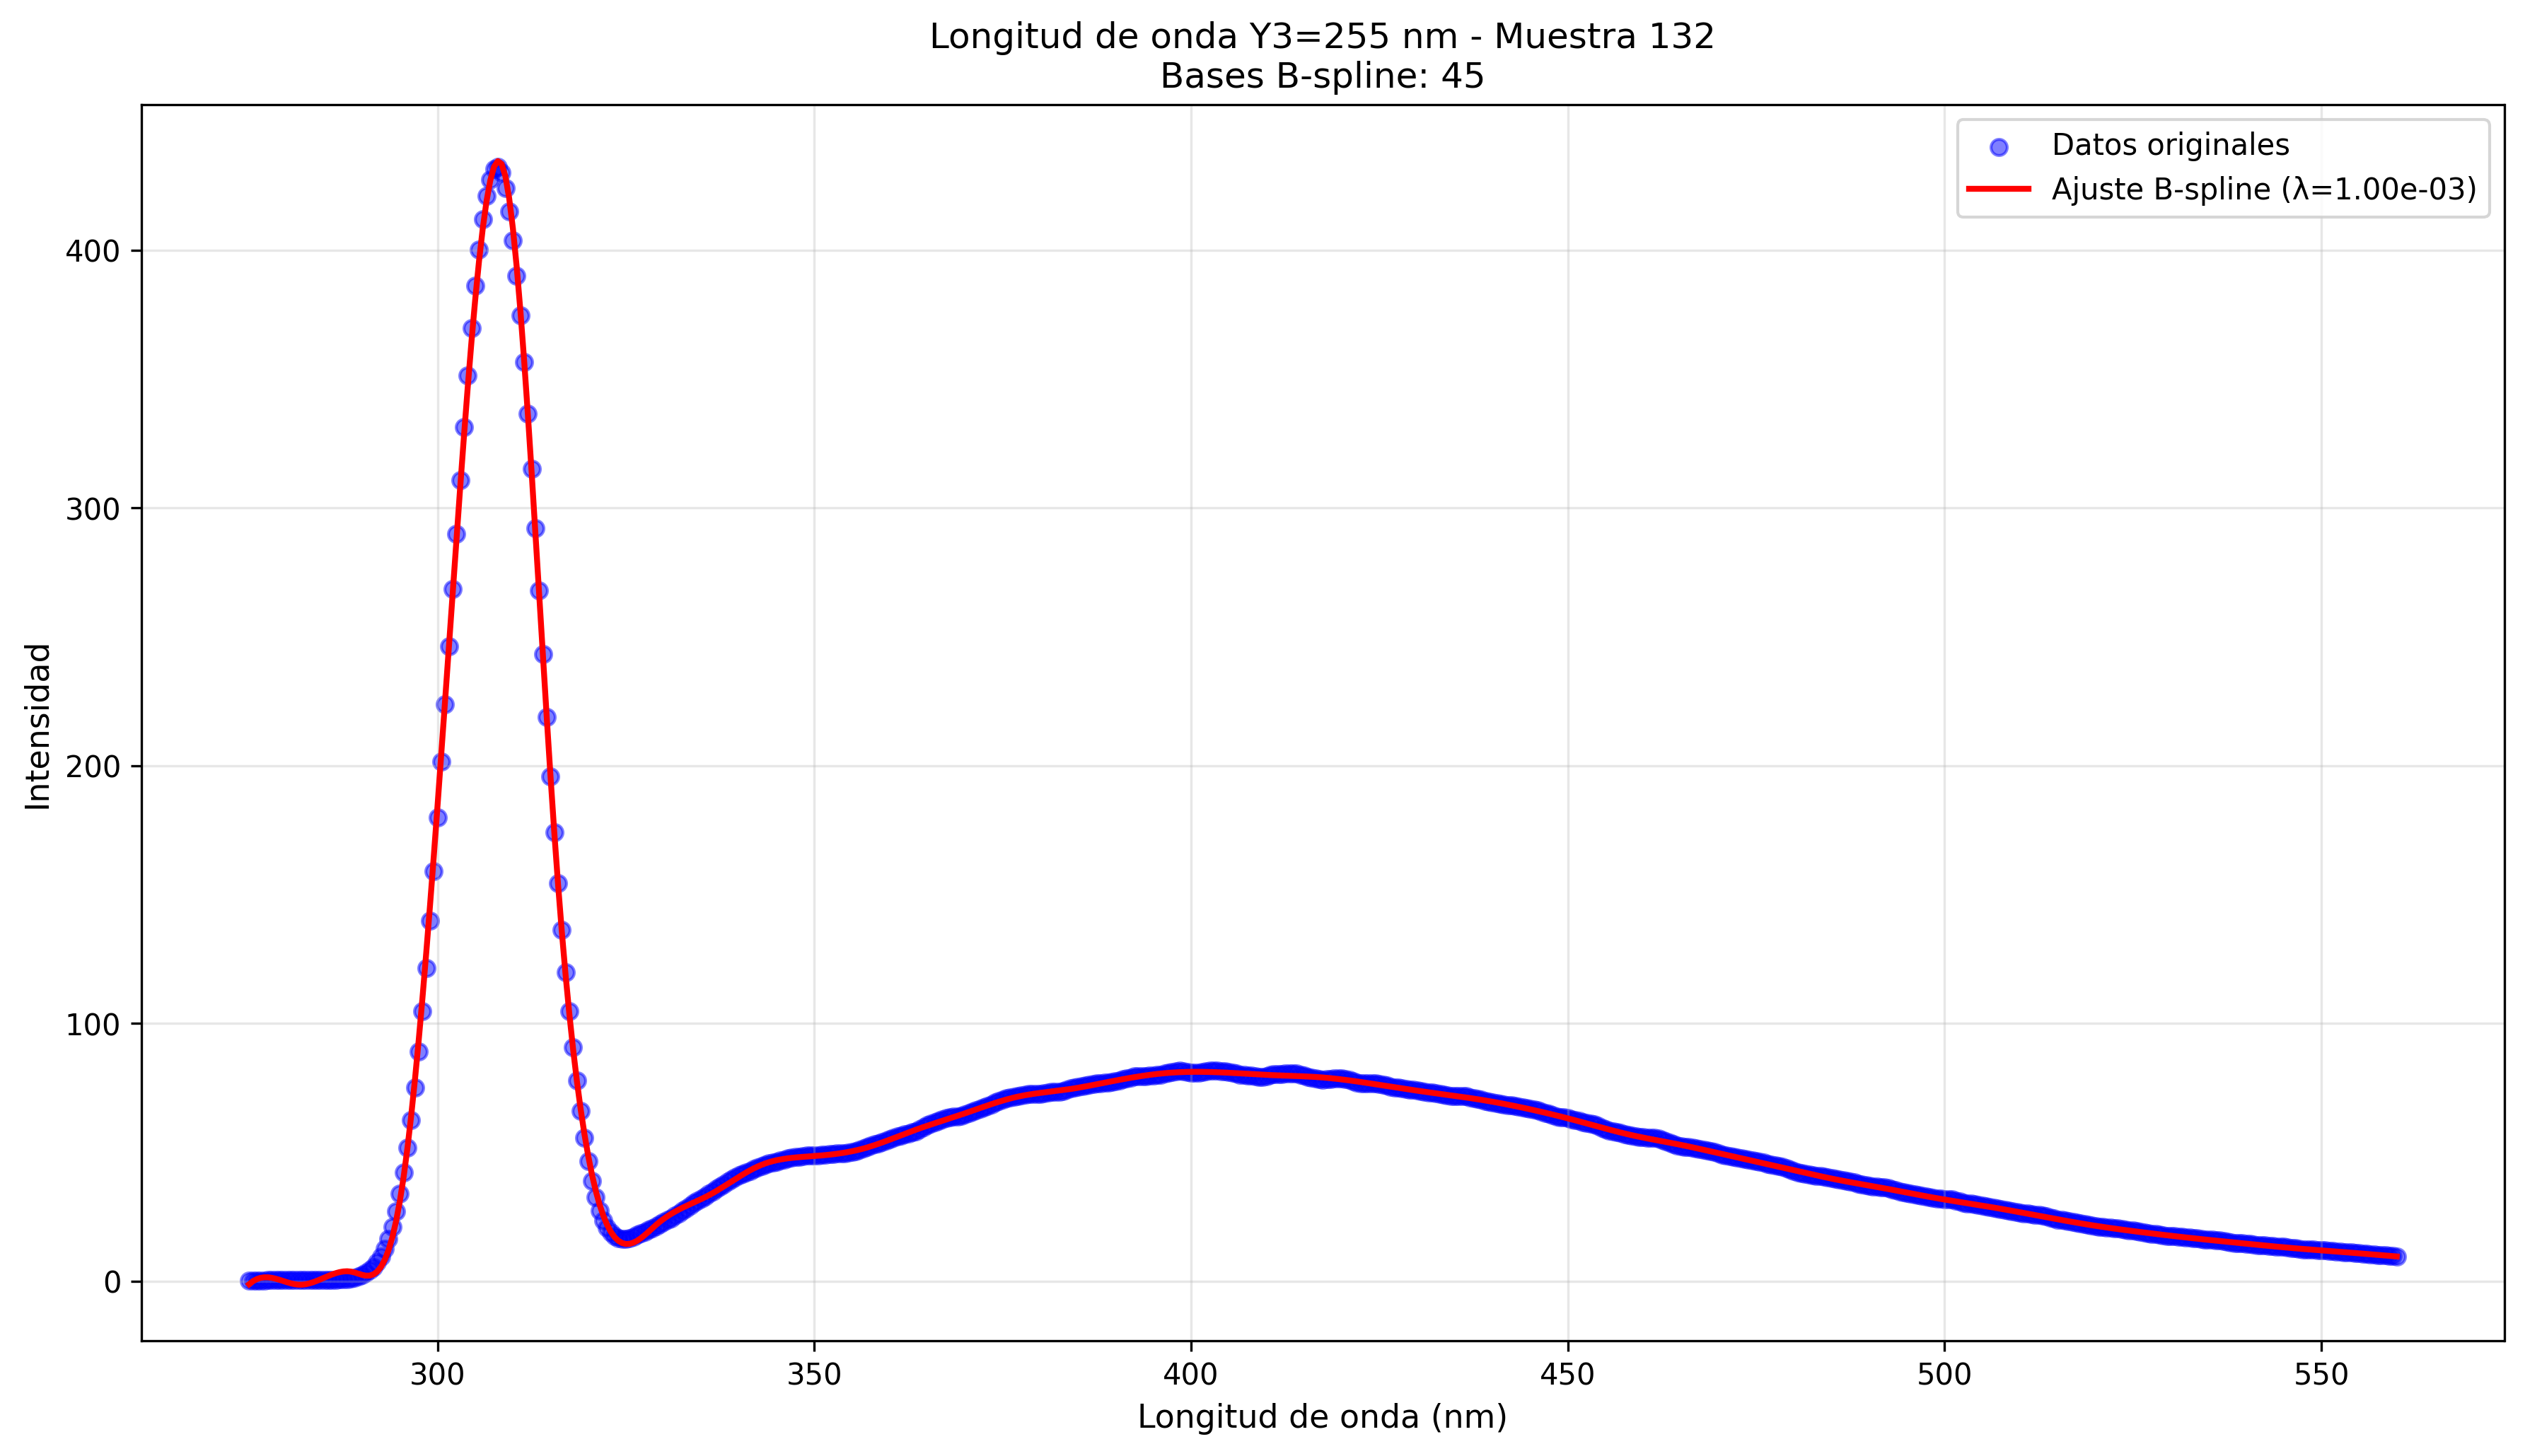 Longitud de onda Y3=255 nm - Muestra 132
Bases B-spline: 45
Datos originales
Ajuste B-spline (λ=1.00e-03)
Intensidad
400
300
200
100
0
300 350 400 450 500 550
Longitud de onda (nm)